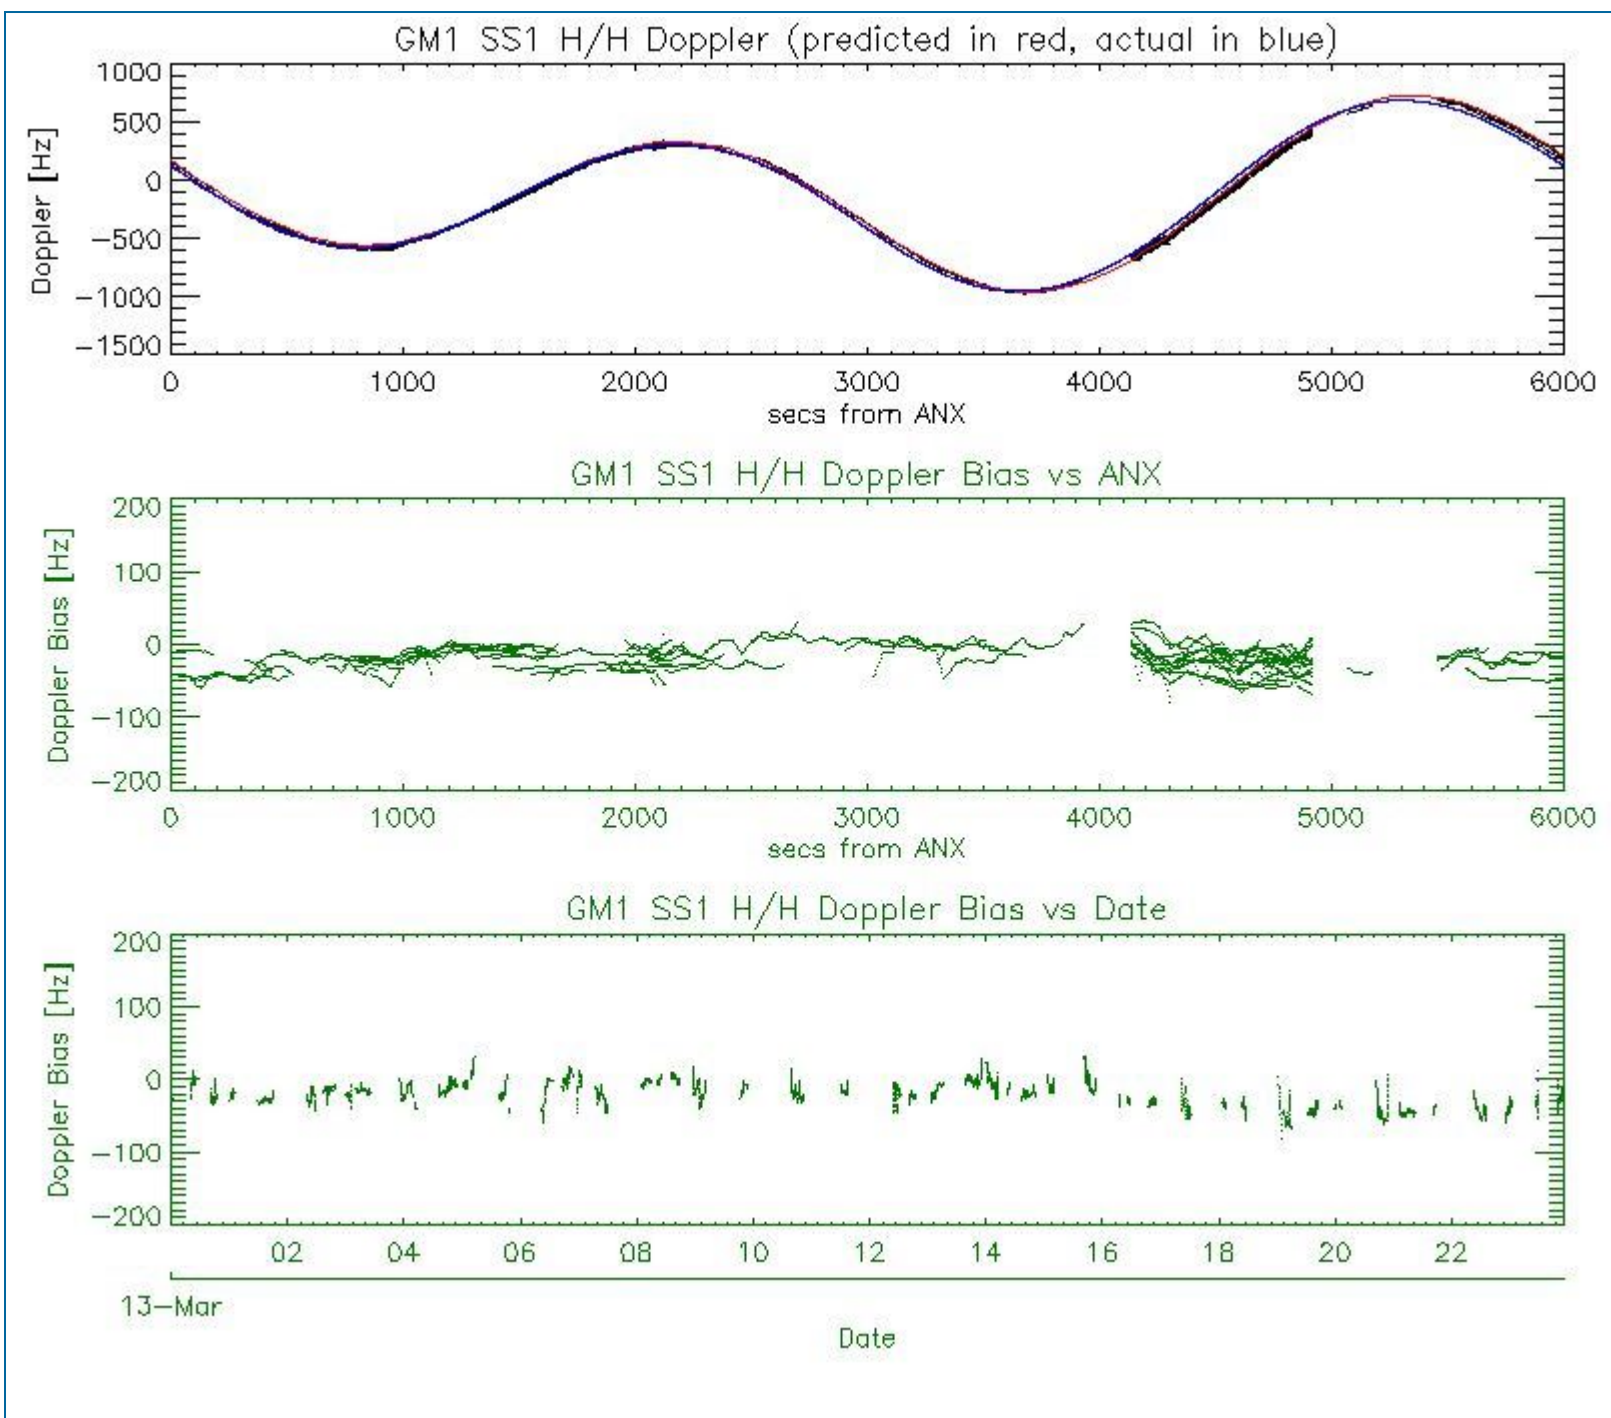 GM1 SS1 H/H Doppler (predicted in red, actual in blue)
1000
500
0
-500
-1000
-1500
Doppler [Hz]
0 1000 2000 3000 4000 5000 6000
secs from ANX
GM1 SS1 H/H Doppler Bias vs ANX
200
100
0
-100
-200
Doppler Bias [Hz]
0 1000 2000 3000 4000 5000 6000
secs from ANX
GM1 SS1 H/H Doppler Bias vs Date
200
100
0
-100
-200
Doppler Bias [Hz]
02 04 06 08 10 12 14 16 18 20 22
13-Mar
Date